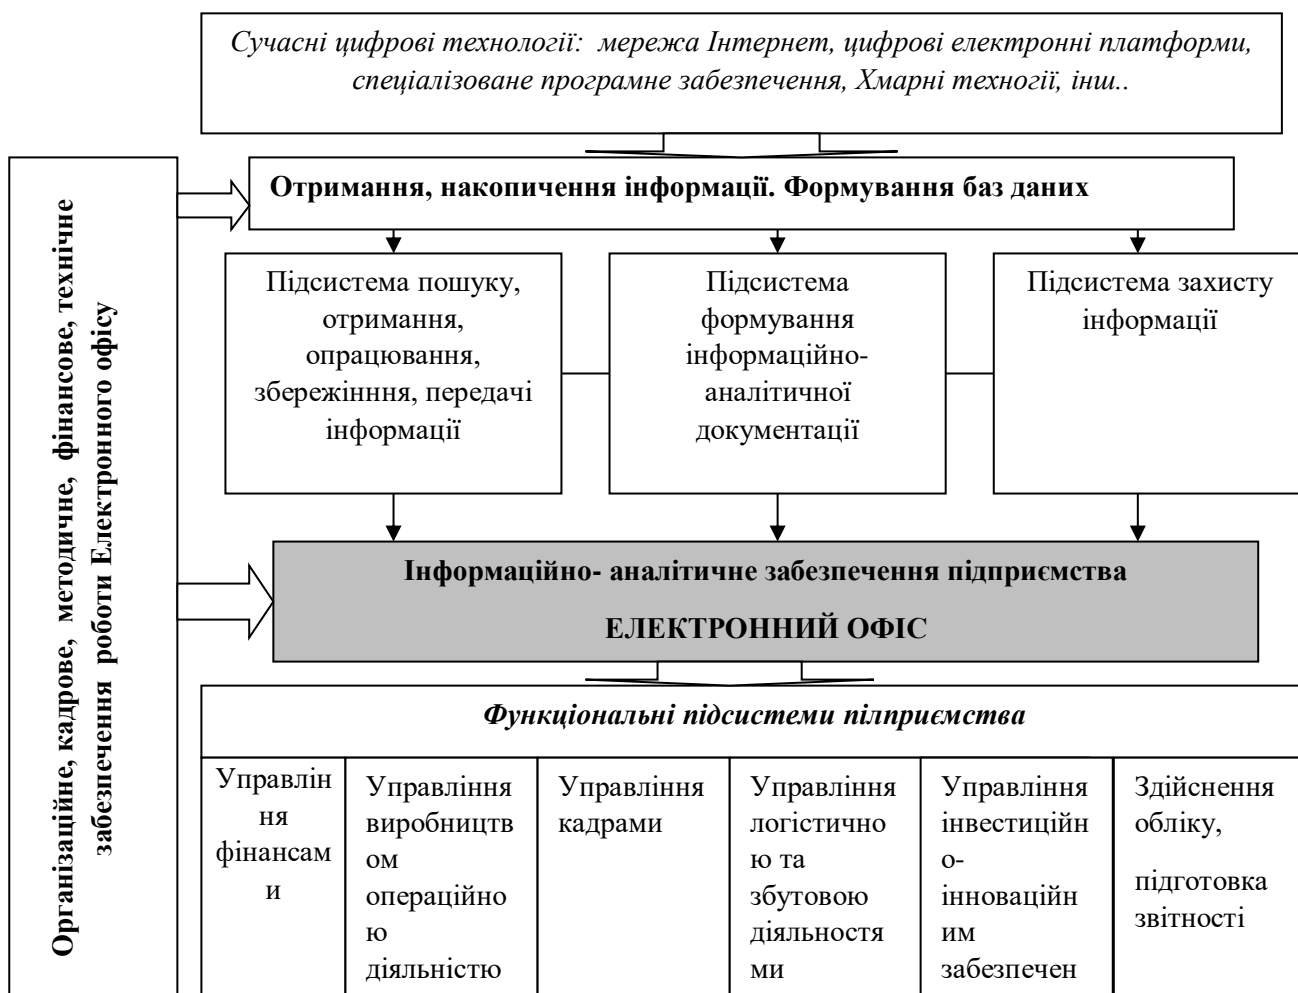 Сучасні цифрові технології:  мережа Інтернет, цифрові електронні платформи,
спеціалізоване програмне забезпечення, Хмарні техногії, інш..
Організаційне, кадрове,  методичне,  фінансове, технічне
забезпечення  роботи Електронного офісу
Отримання, накопичення інформації. Формування баз даних
Підсистема пошуку,
отримання,
опрацювання,
збережінння, передачі
інформації
Підсистема
формування
інформаційно-
аналітичної
документації
Підсистема захисту
інформації
Інформаційно- аналітичне забезпечення підприємства
ЕЛЕКТРОННИЙ ОФІС
Функціональні підсистеми пілприємства
Управлін
ня
фінансам
и
Управління
виробництв
ом
операційно
ю
діяльністю
Управління
кадрами
Управління
логістично
ю та
збутовою
діяльностя
ми
Управління
інвестиційн
о-
інноваційн
им
забезпечен
Здійснення
обліку,
підготовка
звітності